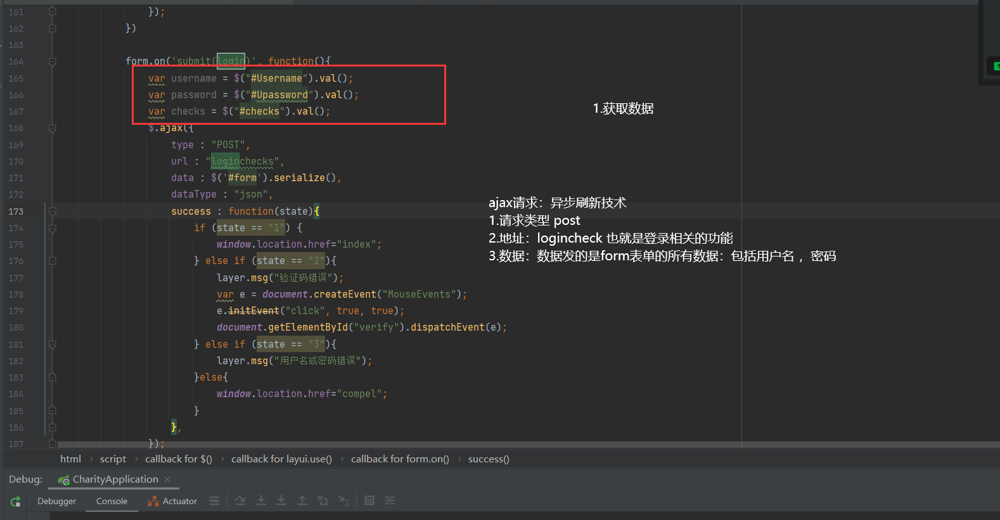 161 });
162 })
163
164 form.on('submit(login)', function(){
165 var username = $("#Username").val();
166 var password = $("#Upassword").val();
167 var checks = $("#checks").val();
1.获取数据
168 $.ajax({
169 type : "POST",
170 url : "loginchecks",
171 data : $('#form').serialize(),
172 dataType : "json",
173 success : function(state){
174 if (state == "1") {
175 window.location.href="index";
176 } else if (state == "2"){
177 layer.msg("验证码错误");
178 var e = document.createEvent("MouseEvents");
179 e.initEvent("click", true, true);
180 document.getElementById("verify").dispatchEvent(e);
181 } else if (state == "3"){
182 layer.msg("用户名或密码错误");
183 }else{
184 window.location.href="compel";
185 }
186 },
187 });
ajax请求：异步刷新技术
1.请求类型 post
2.地址：logincheck 也就是登录相关的功能
3.数据：数据发的是form表单的所有数据：包括用户名 ，密码
html › script › callback for $() › callback for layui.use() › callback for form.on() › success()
Debug: CharityApplication ×
Debugger Console Actuator